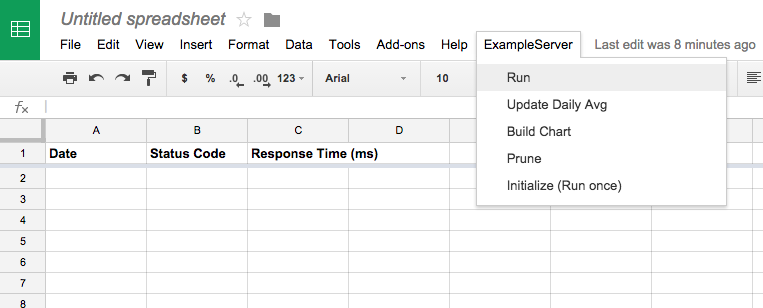 Untitled spreadsheet
File Edit View Insert Format Data Tools Add-ons Help ExampleServer Last edit was 8 minutes ago
$ % .0 .00 123 Arial 10
Run
Update Daily Avg
Build Chart
Prune
Initialize (Run once)
fx
A B C D
1 Date Status Code Response Time (ms)
2
3
4
5
6
7
8